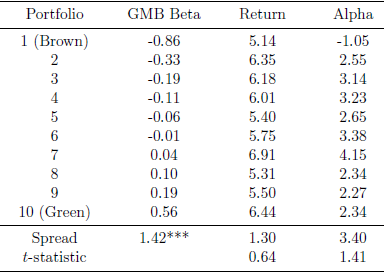 Portfolio GMB Beta Return Alpha
1 (Brown) -0.86 5.14 -1.05
2 -0.33 6.35 2.55
3 -0.19 6.18 3.14
4 -0.11 6.01 3.23
5 -0.06 5.40 2.65
6 -0.01 5.75 3.38
7 0.04 6.91 4.15
8 0.10 5.31 2.34
9 0.19 5.50 2.27
10 (Green) 0.56 6.44 2.34
Spread 1.42*** 1.30 3.40
t-statistic 0.64 1.41